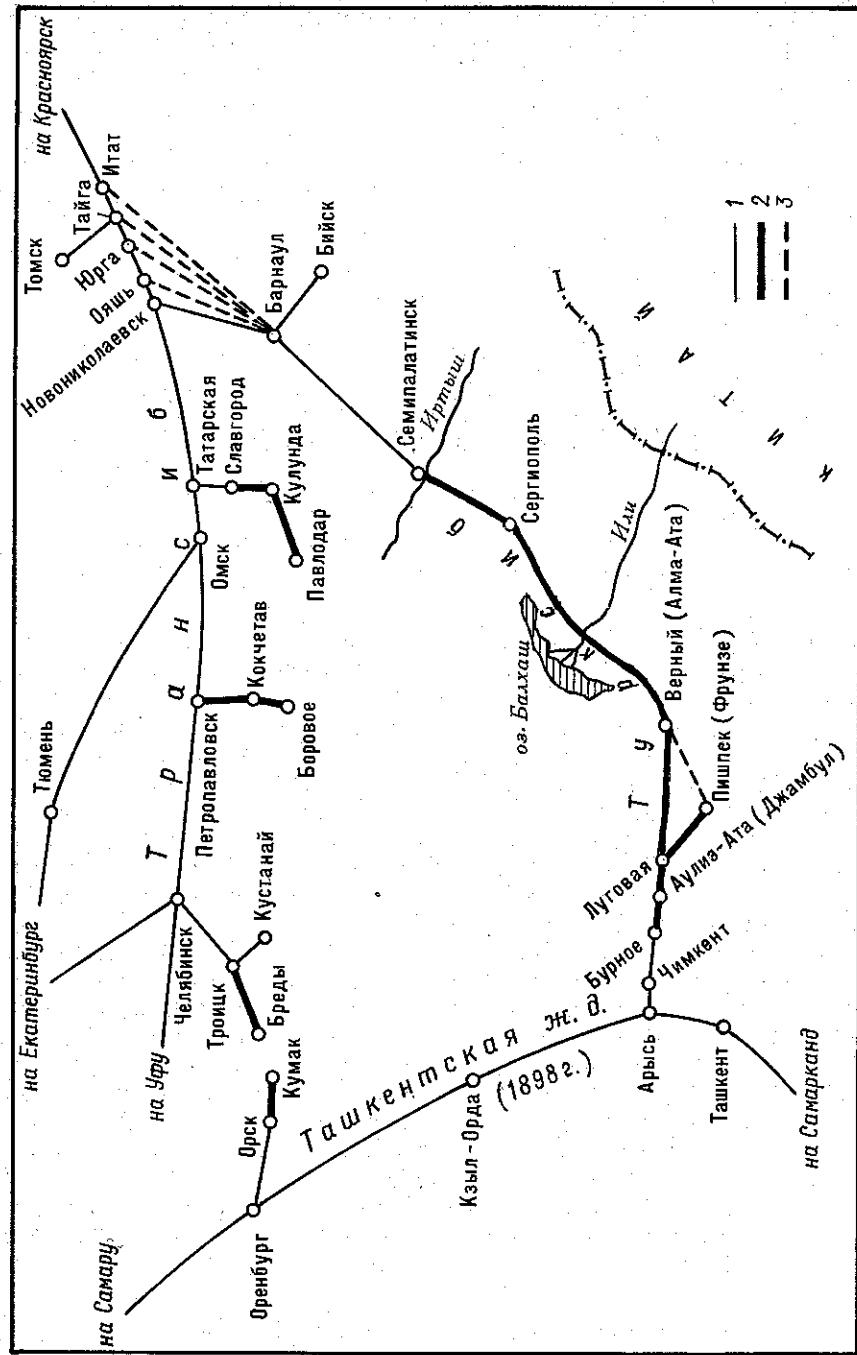 на Красноярск
Итат
Тайга
Томск
Юрга
Ояшь
Новониколаевск
Барнаул
Бийск
Транссиб
Татарская
Славгород
Кулунда
Павлодар
Омск
Тюмень
Петропавловск
Кокчетав
Боровое
на Екатеринбург
Челябинск
на Уфу
Троицк
Кустанай
Бреды
Кумак
Орск
Оренбург
на Самару
Ташкентская ж. д.
(1898 г.)
Кзыл-Орда
Арысь
Ташкент
на Самарканд
Чимкент
Бурное
Аулиэ-Ата (Джамбул)
Луговая
Пишпек (Фрунзе)
Верный (Алма-Ата)
Турксиб
оз. Балхаш
Или
Сергиополь
Семипалатинск
Иртыш
Китай
1
2
3